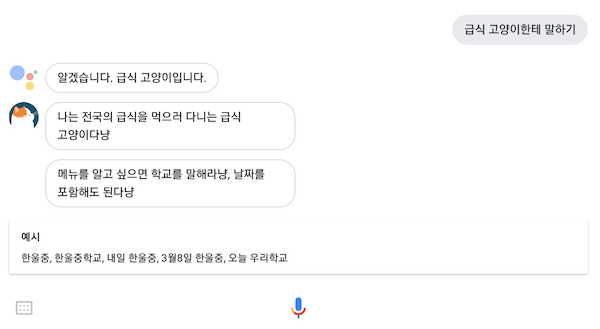 급식 고양이한테 말하기
알겠습니다. 급식 고양이입니다.
나는 전국의 급식을 먹으러 다니는 급식
고양이다냥
메뉴를 알고 싶으면 학교를 말해라냥, 날짜를
포함해도 된다냥
예시
한울중, 한울중학교, 내일 한울중, 3월8일 한울중, 오늘 우리학교